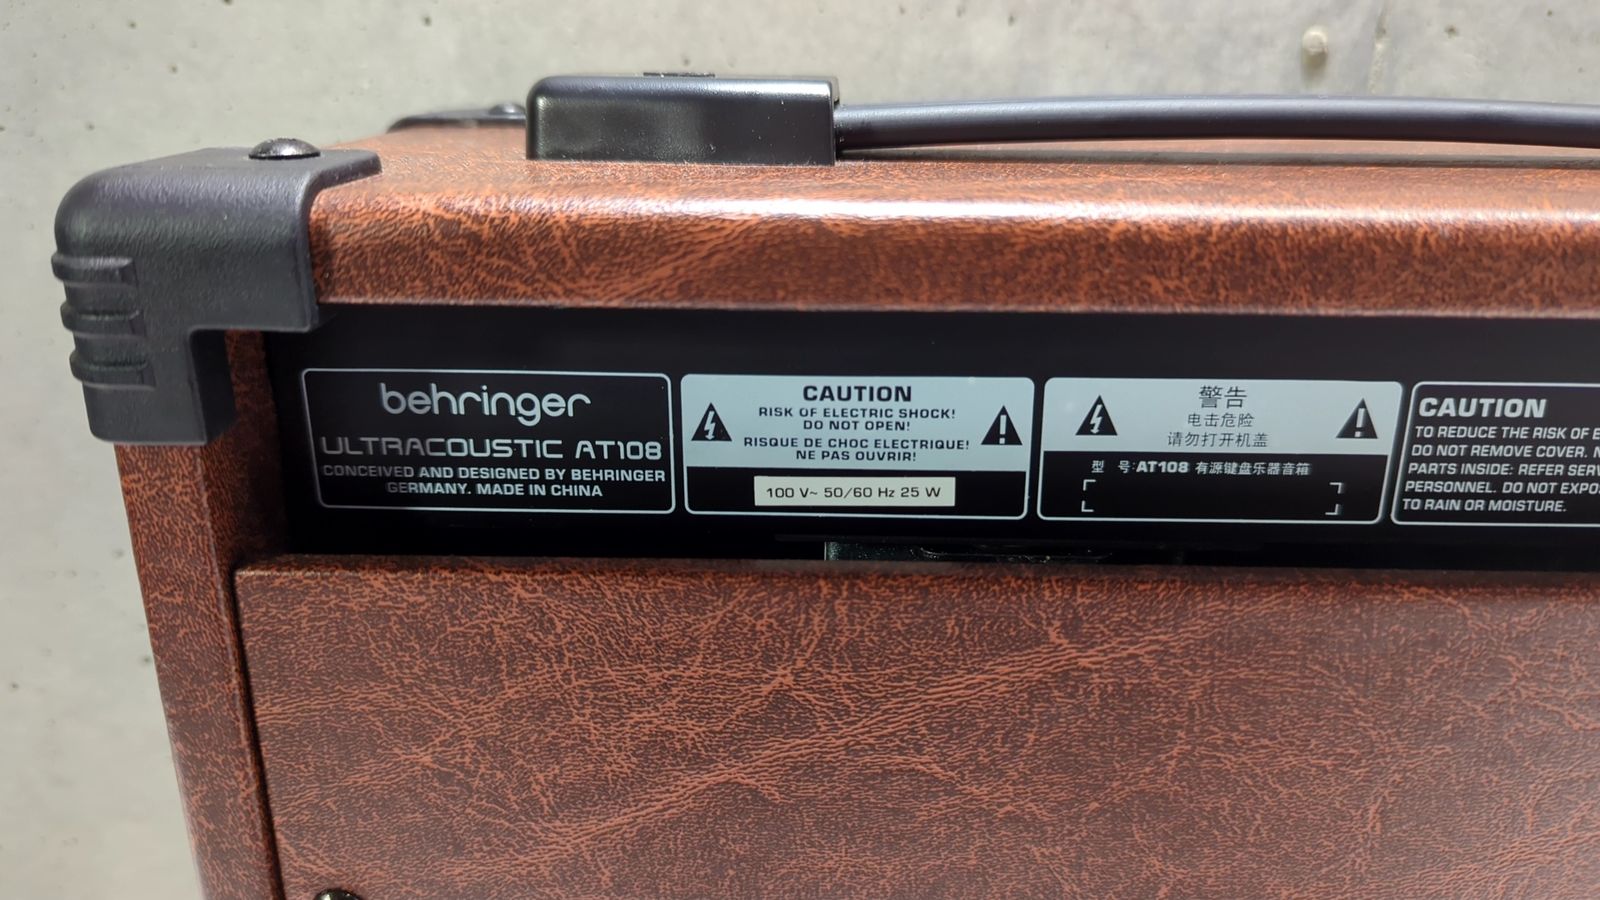 behringer
ULTRACOUSTIC AT108
CONCEIVED AND DESIGNED BY BEHRINGER
GERMANY. MADE IN CHINA
CAUTION
RISK OF ELECTRIC SHOCK!
DO NOT OPEN!
RISQUE DE CHOC ELECTRIQUE!
NE PAS OUVRIR!
100 V~ 50/60 Hz 25 W
警告
电击危险
请勿打开机盖
型 号:AT108 有源键盘乐器音箱
CAUTION
TO REDUCE THE RISK OF
DO NOT REMOVE COVER.
PARTS INSIDE: REFER
PERSONNEL. DO NOT
TO RAIN OR MOISTURE.